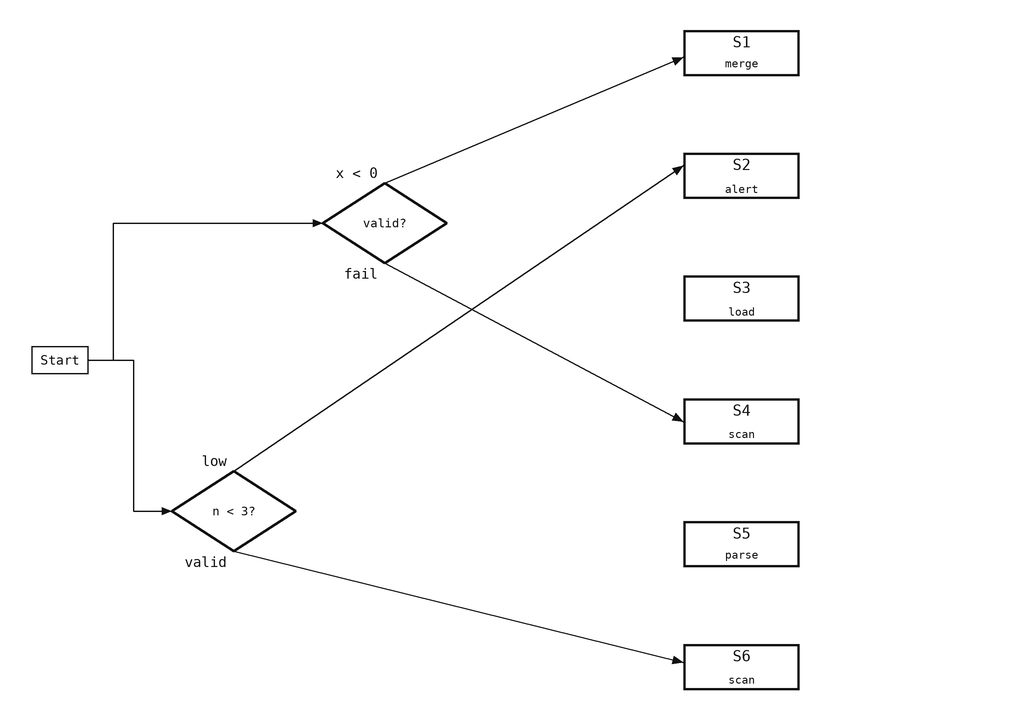 S1
merge
x < 0
S2
alert
valid?
fail
S3
load
Start
S4
scan
low
n < 3?
S5
parse
valid
S6
scan